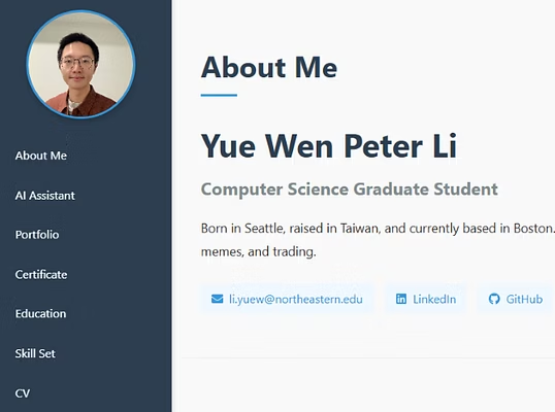 About Me
AI Assistant
Portfolio
Certificate
Education
Skill Set
CV
About Me
Yue Wen Peter Li
Computer Science Graduate Student
Born in Seattle, raised in Taiwan, and currently based in Boston.
memes, and trading.
li.yuew@northeastern.edu LinkedIn GitHub